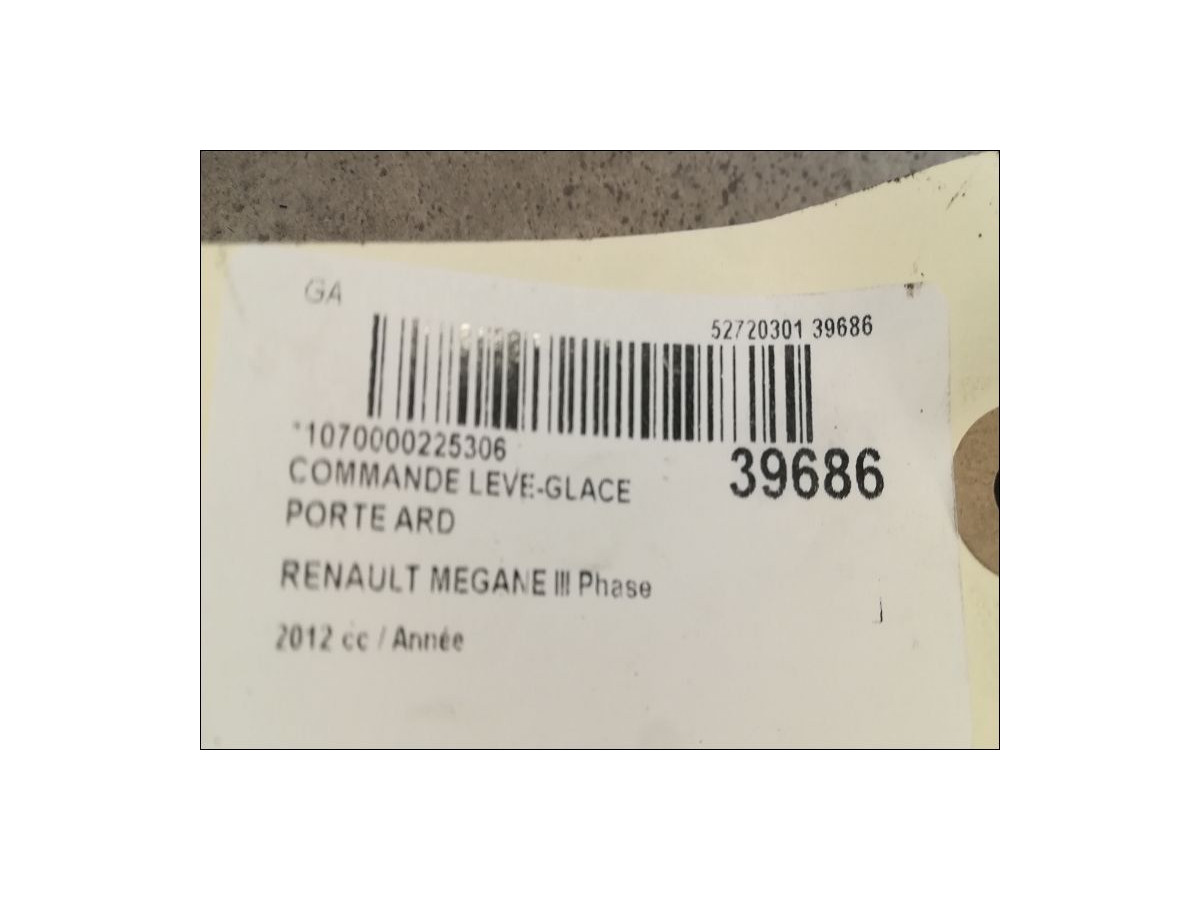 GA
52720301 39686
*1070000225306
39686
COMMANDE LEVE-GLACE
PORTE ARD
RENAULT MEGANE III Phase
2012 cc / Année